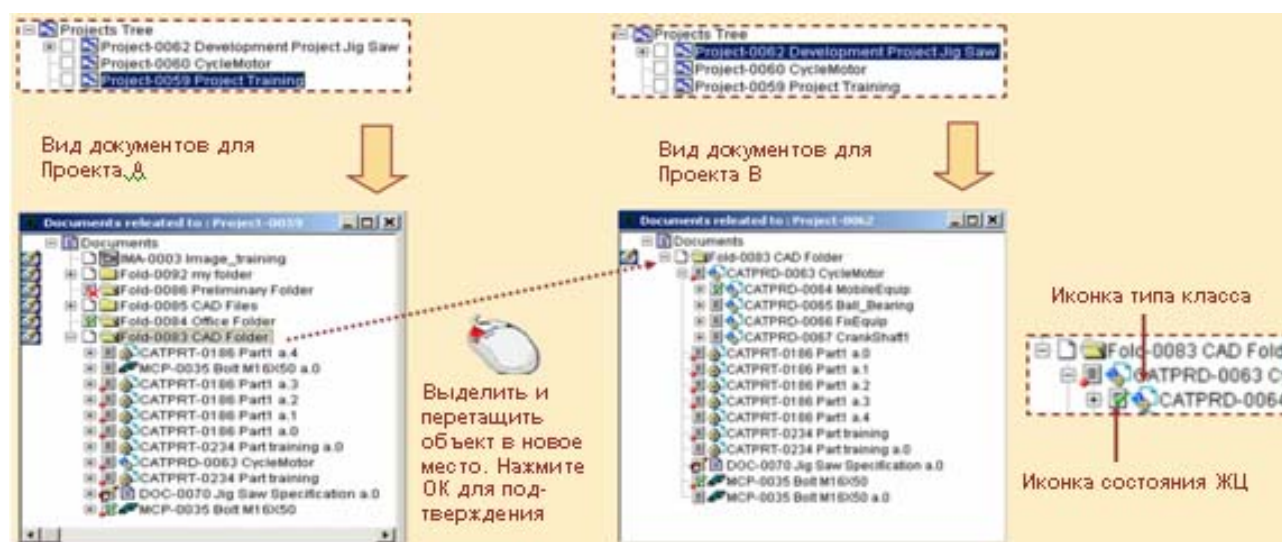 Projects Tree
Project-0062 Development Project Jig Saw
Project-0060 CycleMotor
Project-0059 Project Training
Вид документов для
Проекта А
Documents releated to : Project-0059
Documents
IMA-0003 Image_training
Fold-0092 my folder
Fold-0086 Preliminary Folder
Fold-0085 CAD Files
Fold-0084 Office Folder
Fold-0083 CAD Folder
CATPRT-0186 Part1 a.4
MCP-0035 Bolt M16X50 a.0
CATPRT-0186 Part1 a.3
CATPRT-0186 Part1 a.2
CATPRT-0186 Part1 a.1
CATPRT-0234 Part training a.0
CATPRD-0063 CycleMotor
CATPRT-0234 Part training
DOC-0070 Jig Saw Specification a.0
MCP-0035 Bolt M16X50
Выделить и
перетащить
объект в новое
место. Нажмите
ОК для под-
тверждения
Projects Tree
Project-0062 Development Project Jig Saw
Project-0060 CycleMotor
Project-0059 Project Training
Вид документов для
Проекта В
Documents releated to : Project-0062
Documents
Fold-0083 CAD Folder
CATPRD-0063 CycleMotor
CATPRD-0064 MobileEquip
CATPRD-0065 Ball_Bearing
CATPRD-0066 FixEquip
CATPRD-0067 CrankShaft1
CATPRT-0186 Part1 a.0
CATPRT-0186 Part1 a.1
CATPRT-0186 Part1 a.2
CATPRT-0186 Part1 a.3
CATPRT-0186 Part1 a.4
CATPRT-0234 Part training
CATPRT-0234 Part training a.0
DOC-0070 Jig Saw Specification a.0
MCP-0035 Bolt M16X50
MCP-0035 Bolt M16X50 a.0
Иконка типа класса
Fold-0083 CAD Fold
CATPRD-0063 Cy
CATPRD-0064
Иконка состояния ЖЦ